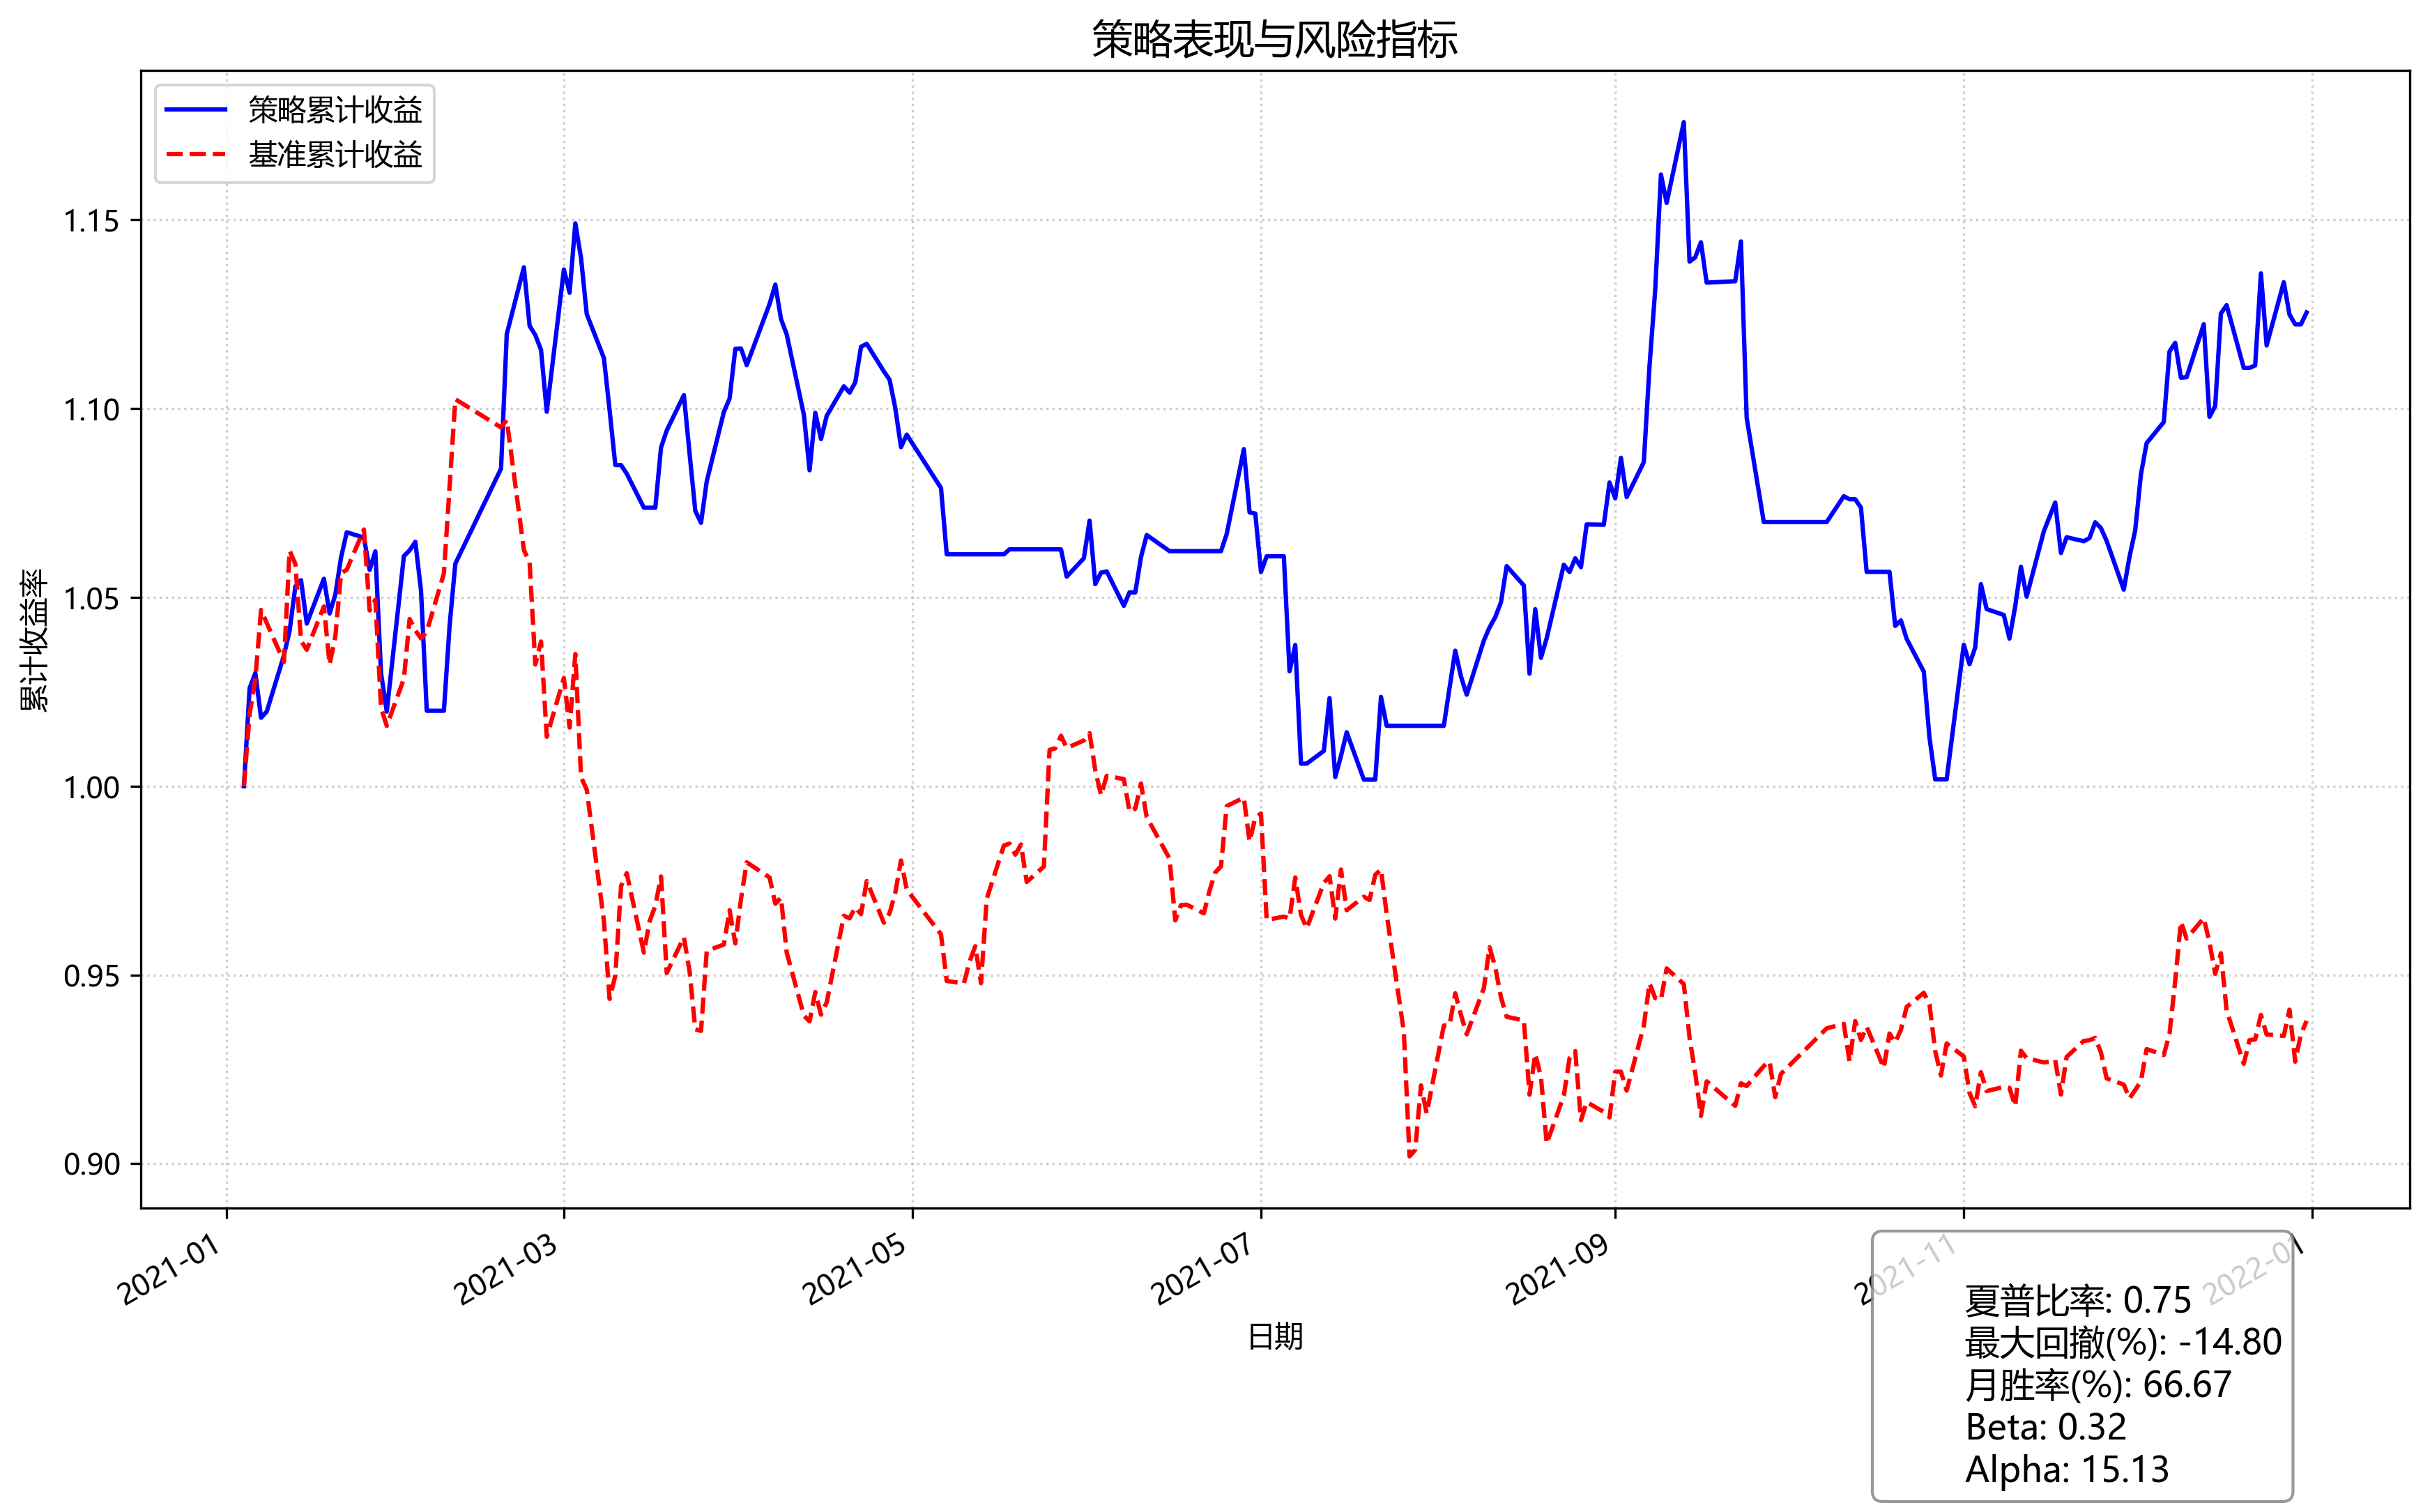 策略表现与风险指标
策略累计收益
基准累计收益
累计收益率
1.15
1.10
1.05
1.00
0.95
0.90
2021-01
2021-03
2021-05
2021-07
2021-09
2021-11
2022-01
日期
夏普比率: 0.75
最大回撤(%): -14.80
月胜率(%): 66.67
Beta: 0.32
Alpha: 15.13